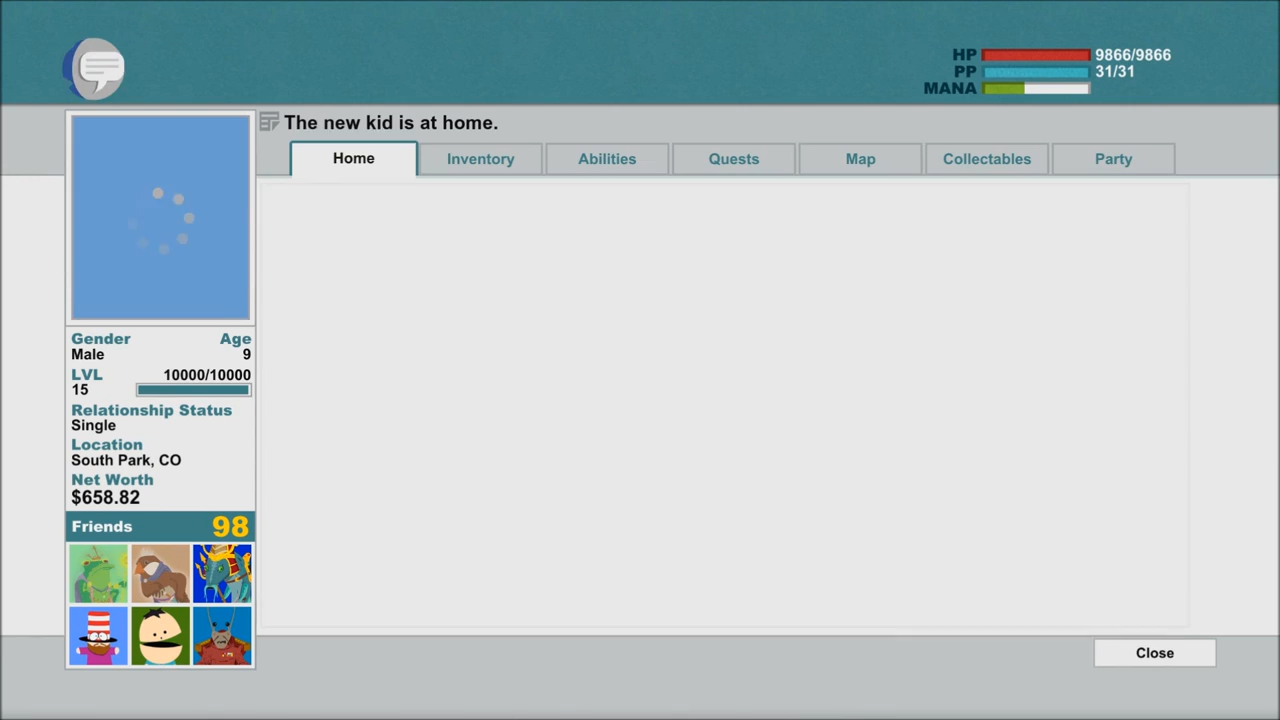 HP 9866/9866
PP 31/31
MANA
The new kid is at home.
Home Inventory Abilities Quests Map Collectables Party
Gender Age
Male 9
LVL 10000/10000
15
Relationship Status
Single
Location
South Park, CO
Net Worth
$658.82
Friends 98
Close